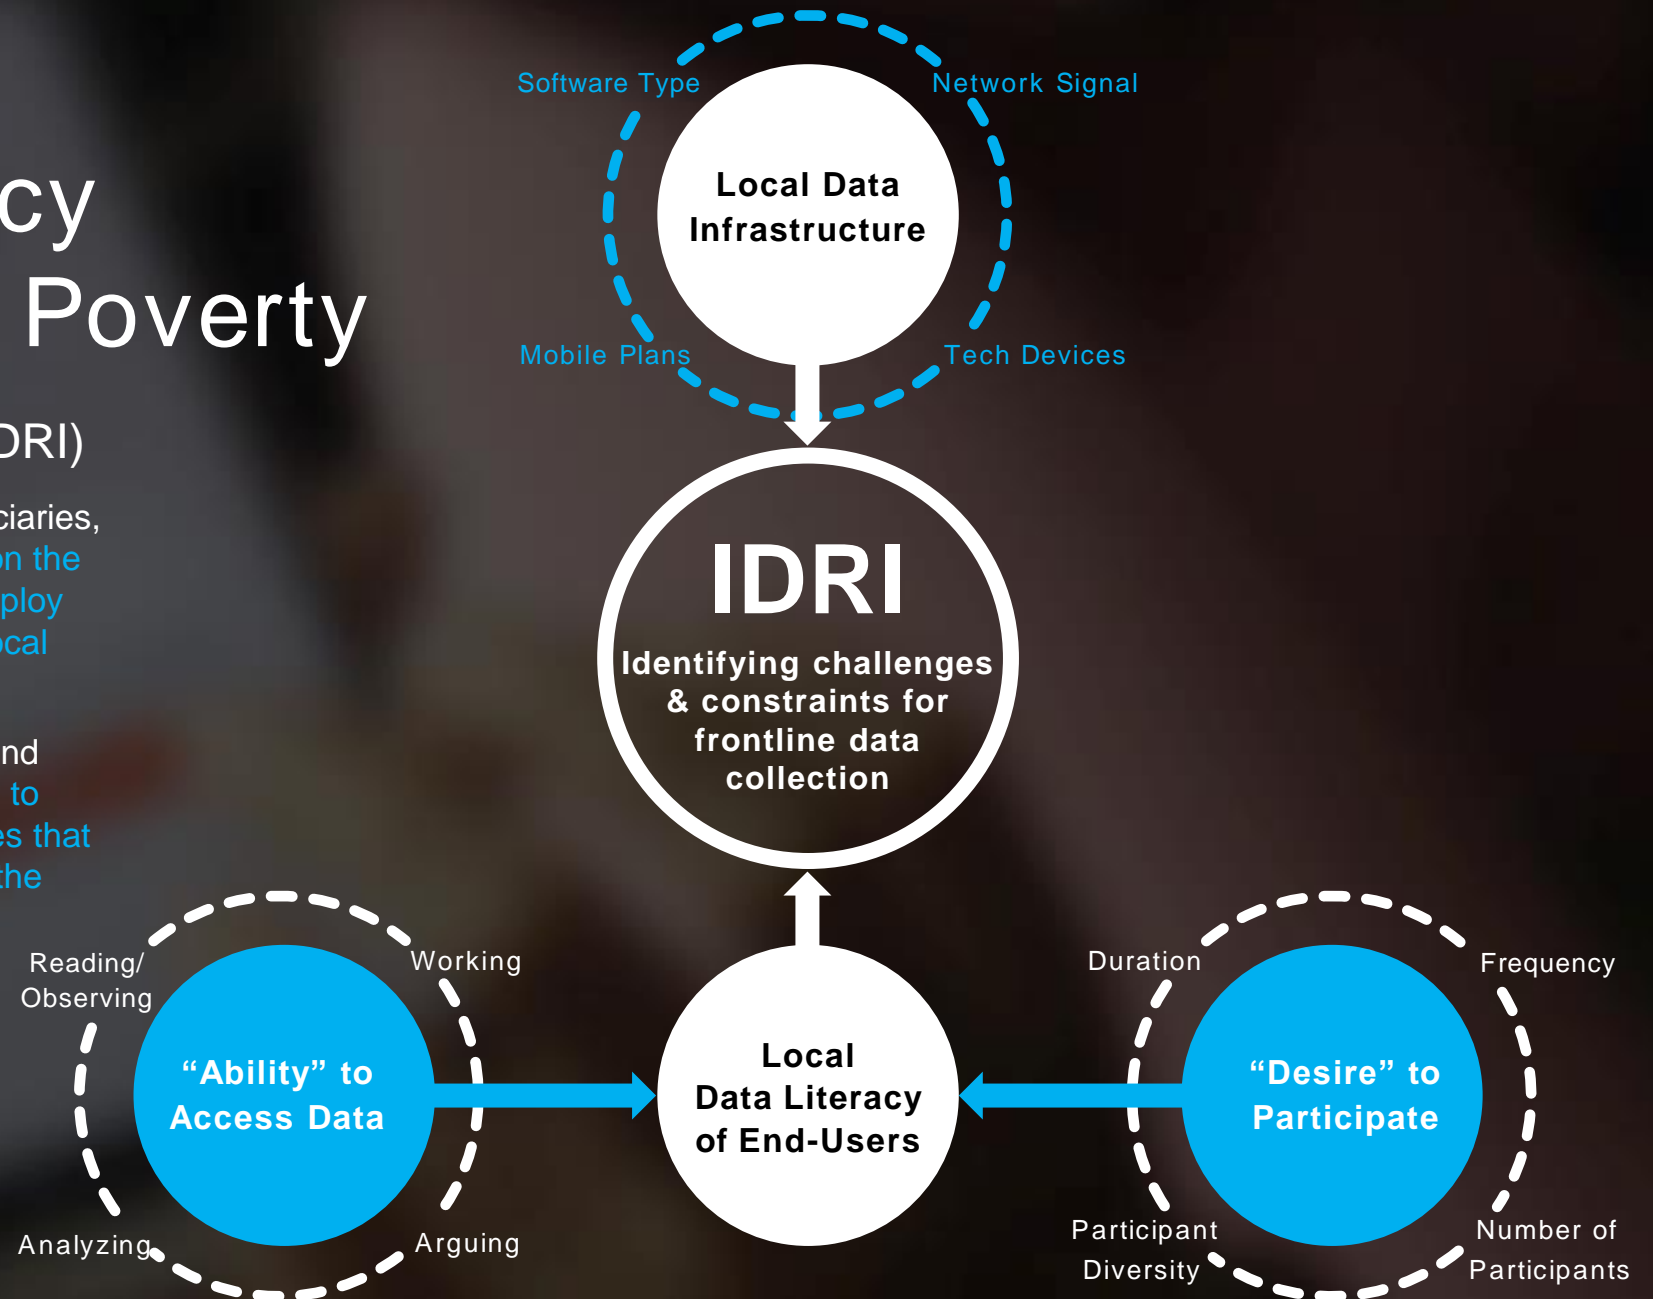 cy
Poverty
DRI)
ciaries,
on the
ploy
ocal
nd
to
es that
the
Software Type
Network Signal
Local Data
Infrastructure
Mobile Plans
Tech Devices
IDRI
Identifying challenges
& constraints for
frontline data
collection
Reading/
Observing
Working
“Ability” to
Access Data
Analyzing
Arguing
Local
Data Literacy
of End-Users
Duration
Frequency
“Desire” to
Participate
Participant
Diversity
Number of
Participants